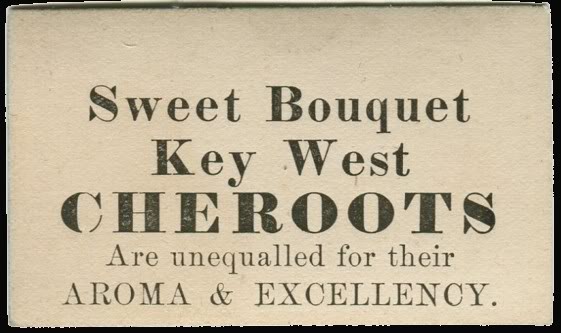 Sweet Bouquet
Key West
CHEROOTS
Are unequalled for their
AROMA & EXCELLENCY.